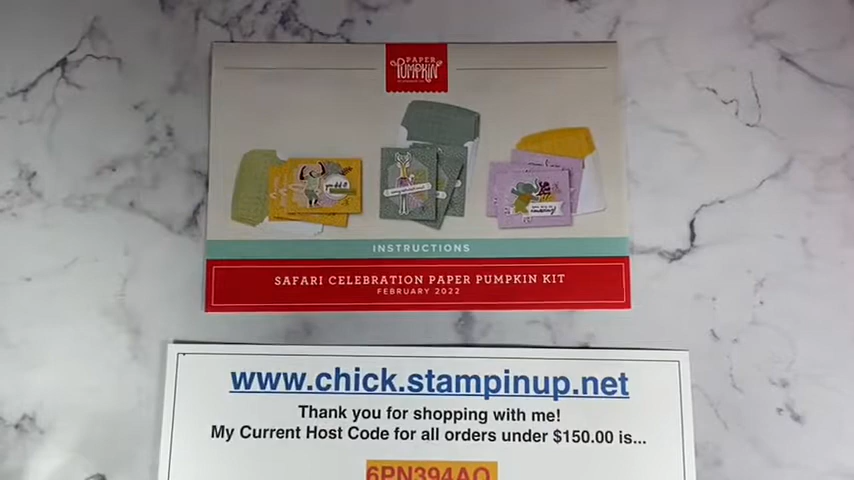 PAPER
PUMPKIN
INSTRUCTIONS
SAFARI CELEBRATION PAPER PUMPKIN KIT
FEBRUARY 2022
www.chick.stampinup.net
Thank you for shopping with me!
My Current Host Code for all orders under $150.00 is...